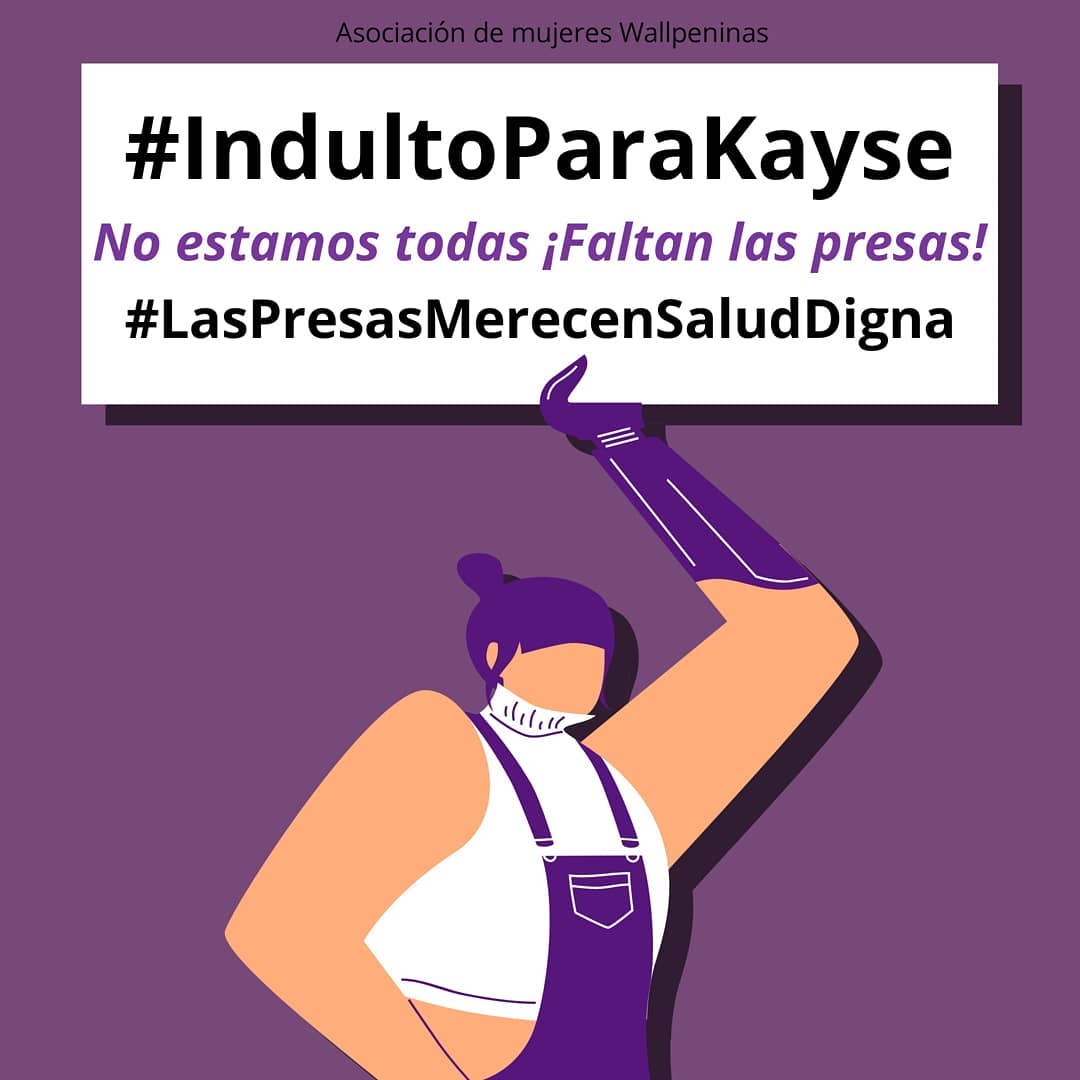 Asociación de mujeres Wallpeninas
#IndultoParaKayse
No estamos todas ¡Faltan las presas!
#LasPresasMerecenSaludDigna